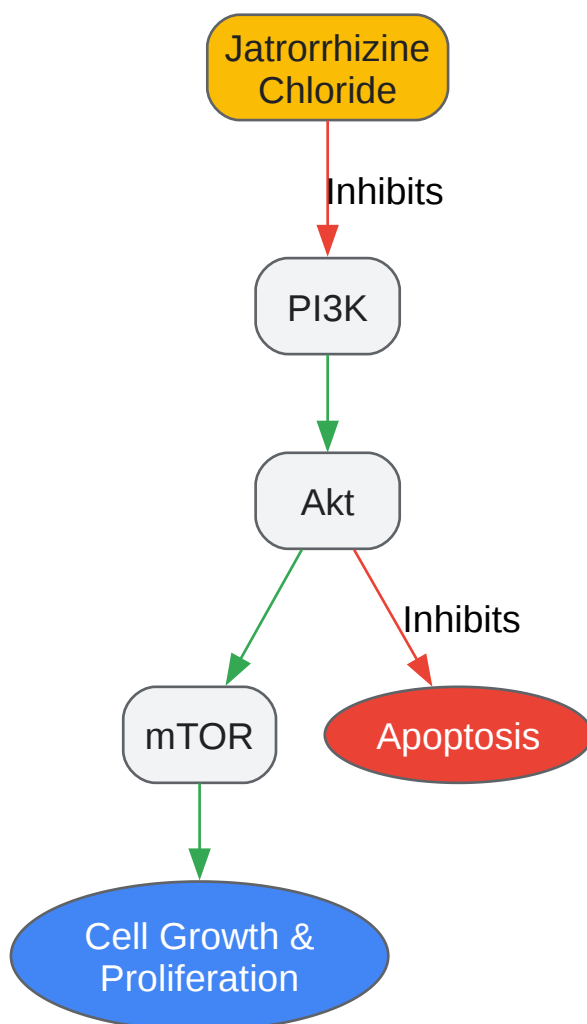 Jatrorrhizine
Chloride
Inhibits
PI3K
Akt
Inhibits
mTOR
Apoptosis
Cell Growth &
Proliferation